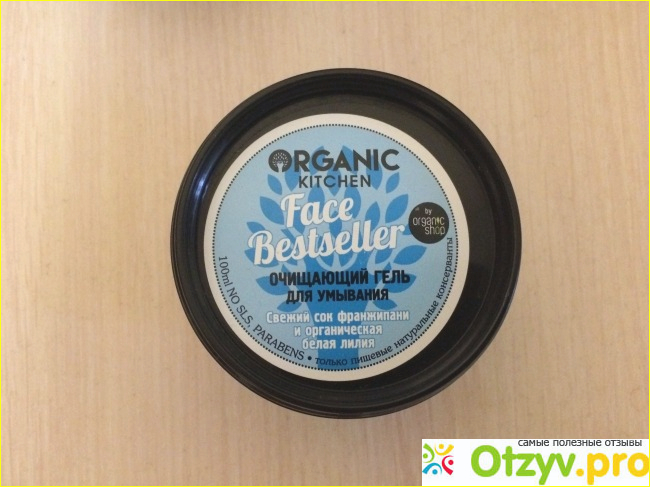 ORGANIC
KITCHEN
Face
Bestseller
by
organic
shop
ОЧИЩАЮЩИЙ ГЕЛЬ
ДЛЯ УМЫВАНИЯ
Свежий сок франжипани
и органическая
белая лилия
100ml NO SLS, PARABENS • только пищевые натуральные консерванты
самые полезные отзывы
Otzyv.pro